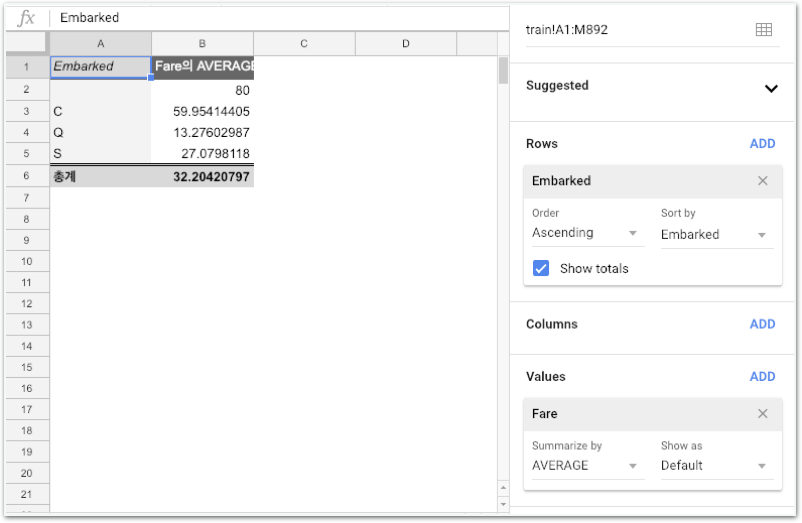 fx Embarked
A B C D
1 Embarked Fare의 AVERAGE
2 80
3 C 59.95414405
4 Q 13.27602987
5 S 27.0798118
6 총계 32.20420797
7
8
9
10
11
12
13
14
15
16
17
18
19
20
21
train!A1:M892
Suggested
Rows ADD
Embarked
Order Sort by
Ascending Embarked
Show totals
Columns ADD
Values ADD
Fare
Summarize by Show as
AVERAGE Default